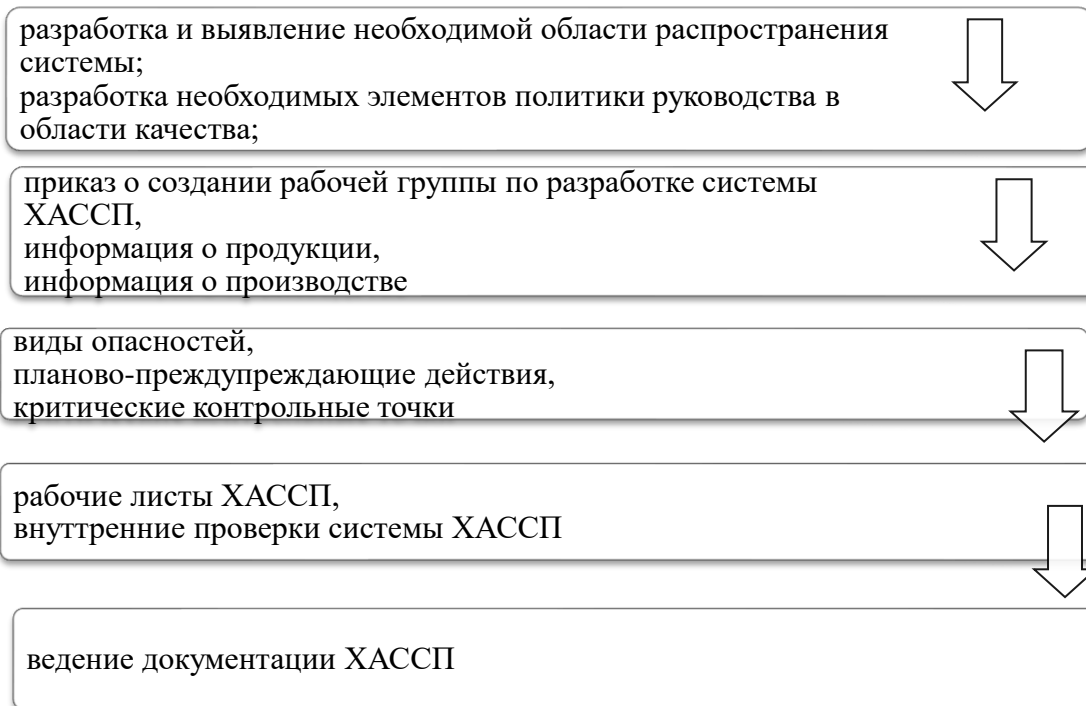 разработка и выявление необходимой области распространения
системы;
разработка необходимых элементов политики руководства в
области качества;
приказ о создании рабочей группы по разработке системы
ХАССП,
информация о продукции,
информация о производстве
виды опасностей,
планово-преждупреждающие действия,
критические контрольные точки
рабочие листы ХАССП,
внуттренние проверки системы ХАССП
ведение документации ХАССП